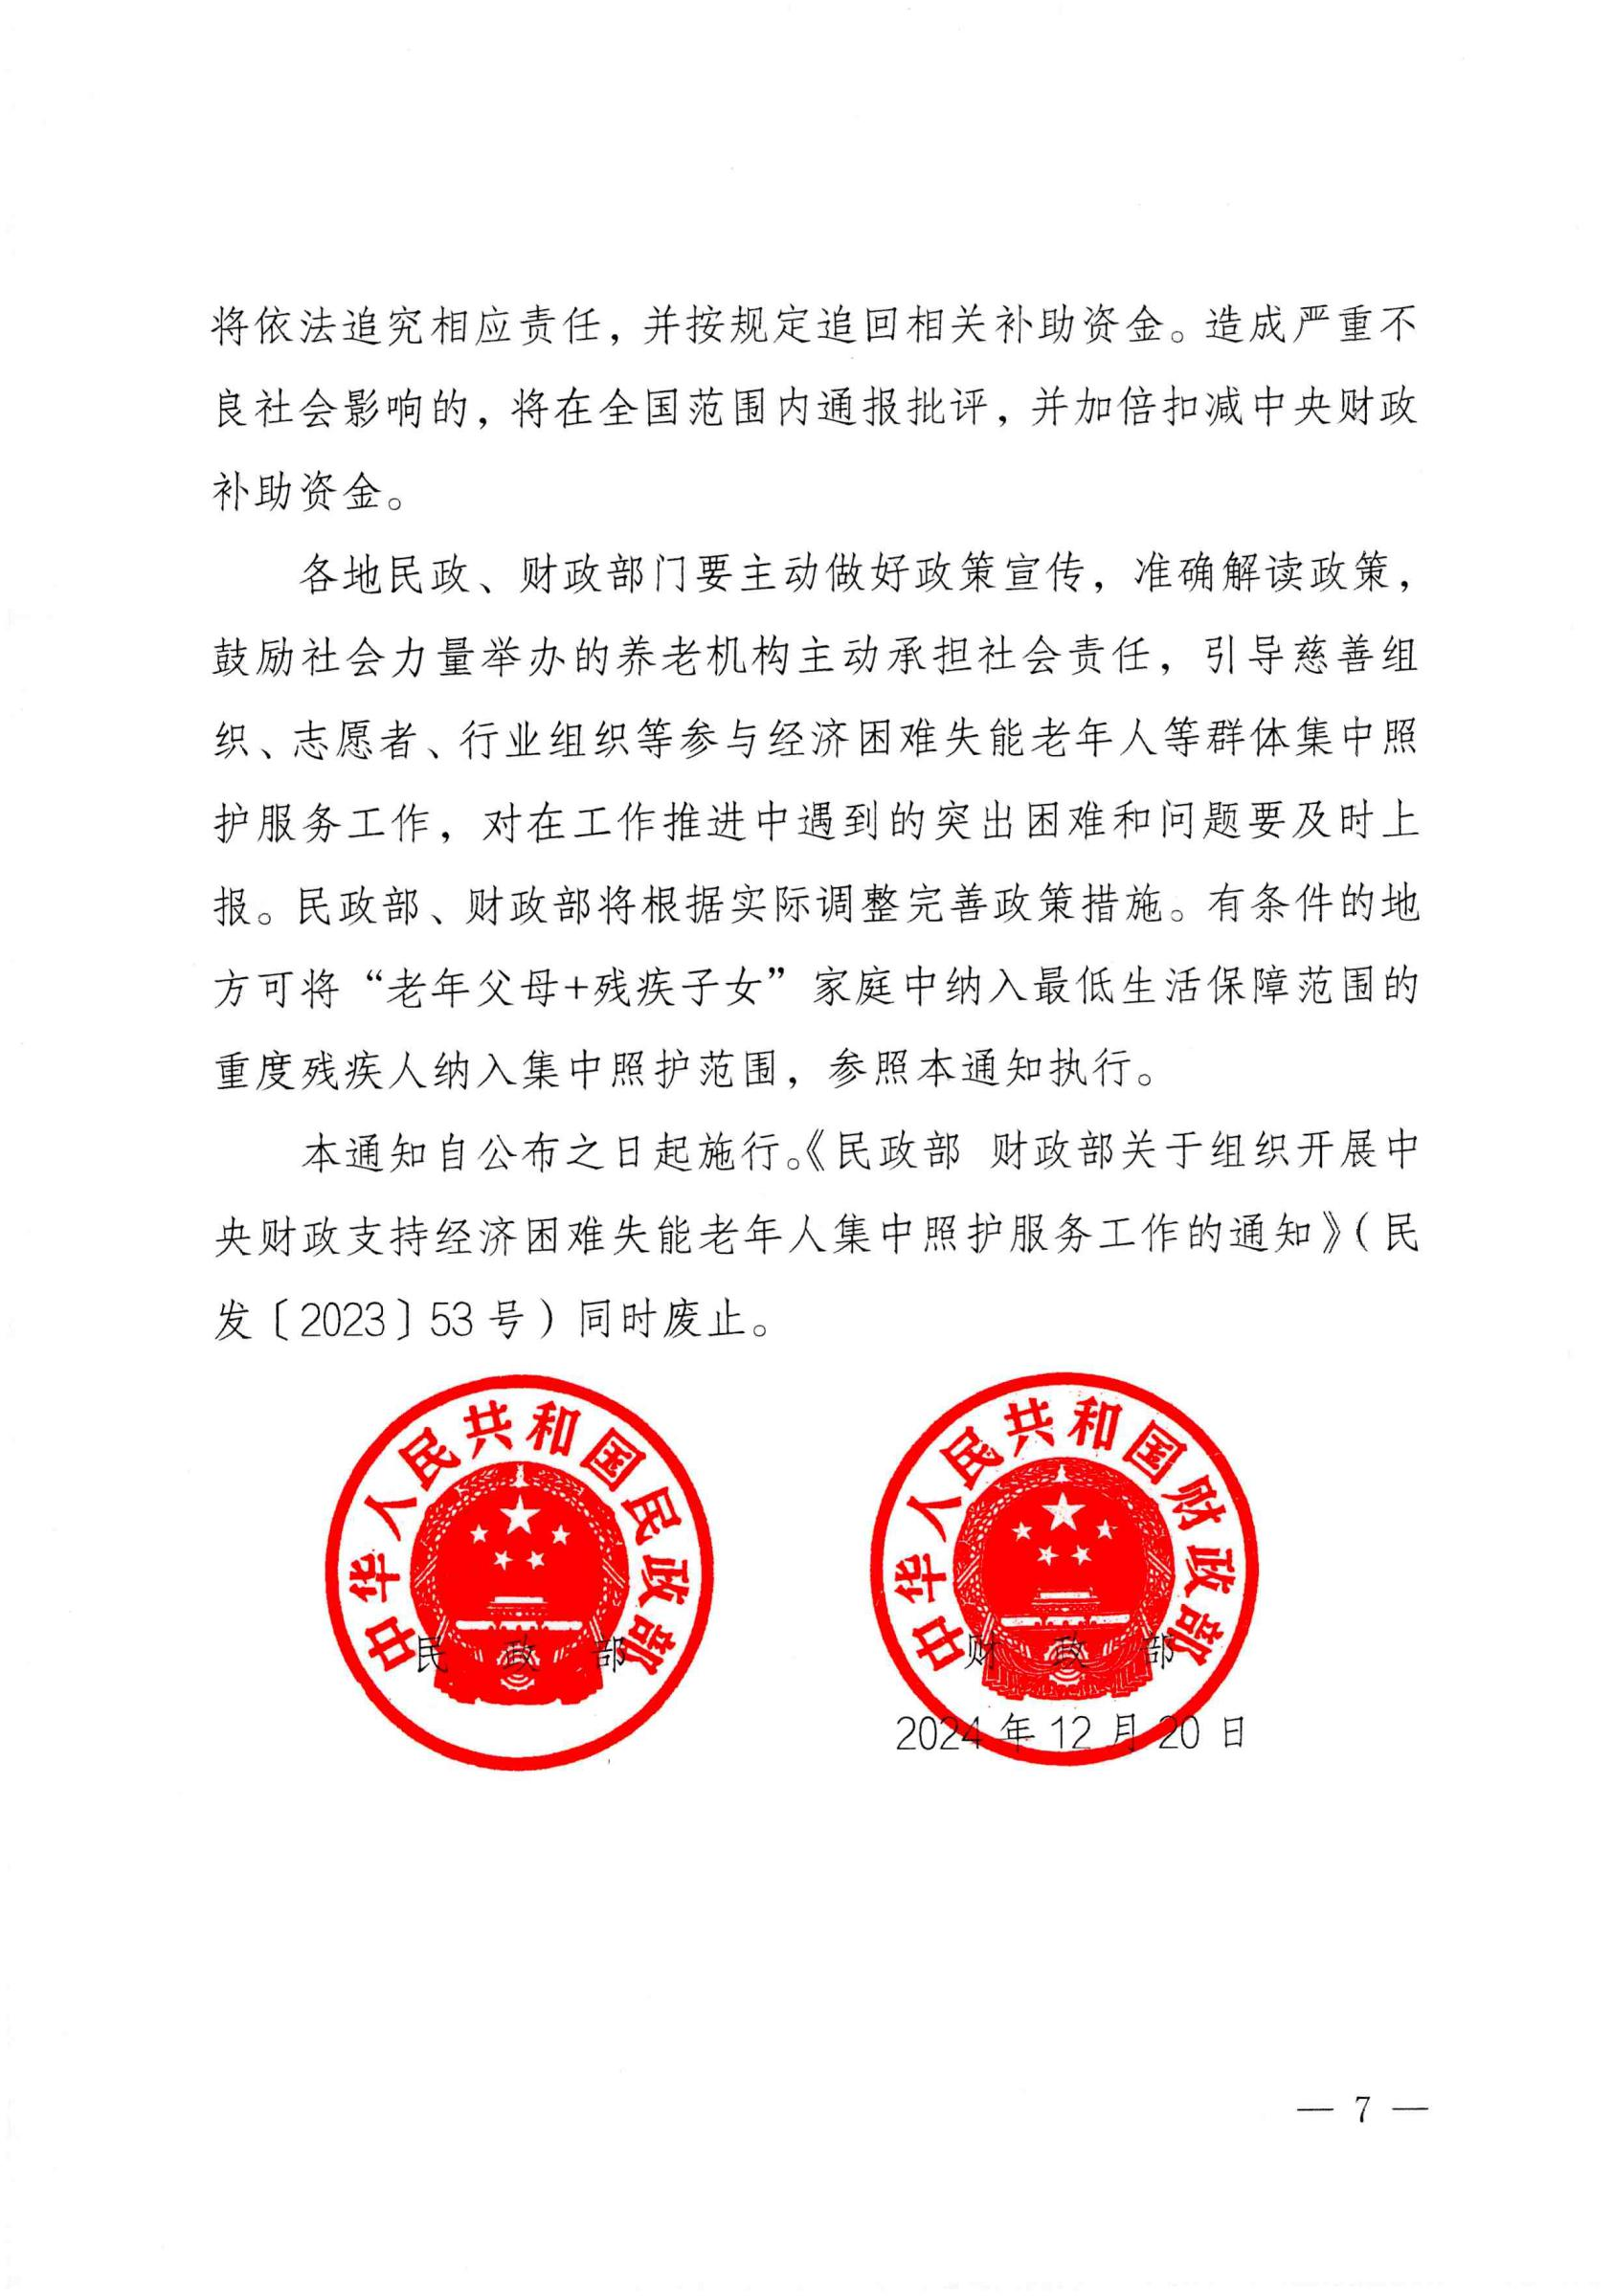 将依法追究相应责任，并按规定追回相关补助资金。造成严重不
良社会影响的，将在全国范围内通报批评，并加倍扣减中央财政
补助资金。
各地民政、财政部门要主动做好政策宣传，准确解读政策，
鼓励社会力量举办的养老机构主动承担社会责任，引导慈善组
织、志愿者、行业组织等参与经济困难失能老年人等群体集中照
护服务工作，对在工作推进中遇到的突出困难和问题要及时上
报。民政部、财政部将根据实际调整完善政策措施。有条件的地
方可将“老年父母+残疾子女”家庭中纳入最低生活保障范围的
重度残疾人纳入集中照护范围，参照本通知执行。
本通知自公布之日起施行。《民政部 财政部关于组织开展中
央财政支持经济困难失能老年人集中照护服务工作的通知》（民
发〔2023〕53号）同时废止。
中华人民共和国民政部
中华人民共和国财政部
民 政 部
财 政 部
2024年12月20日
— 7 —